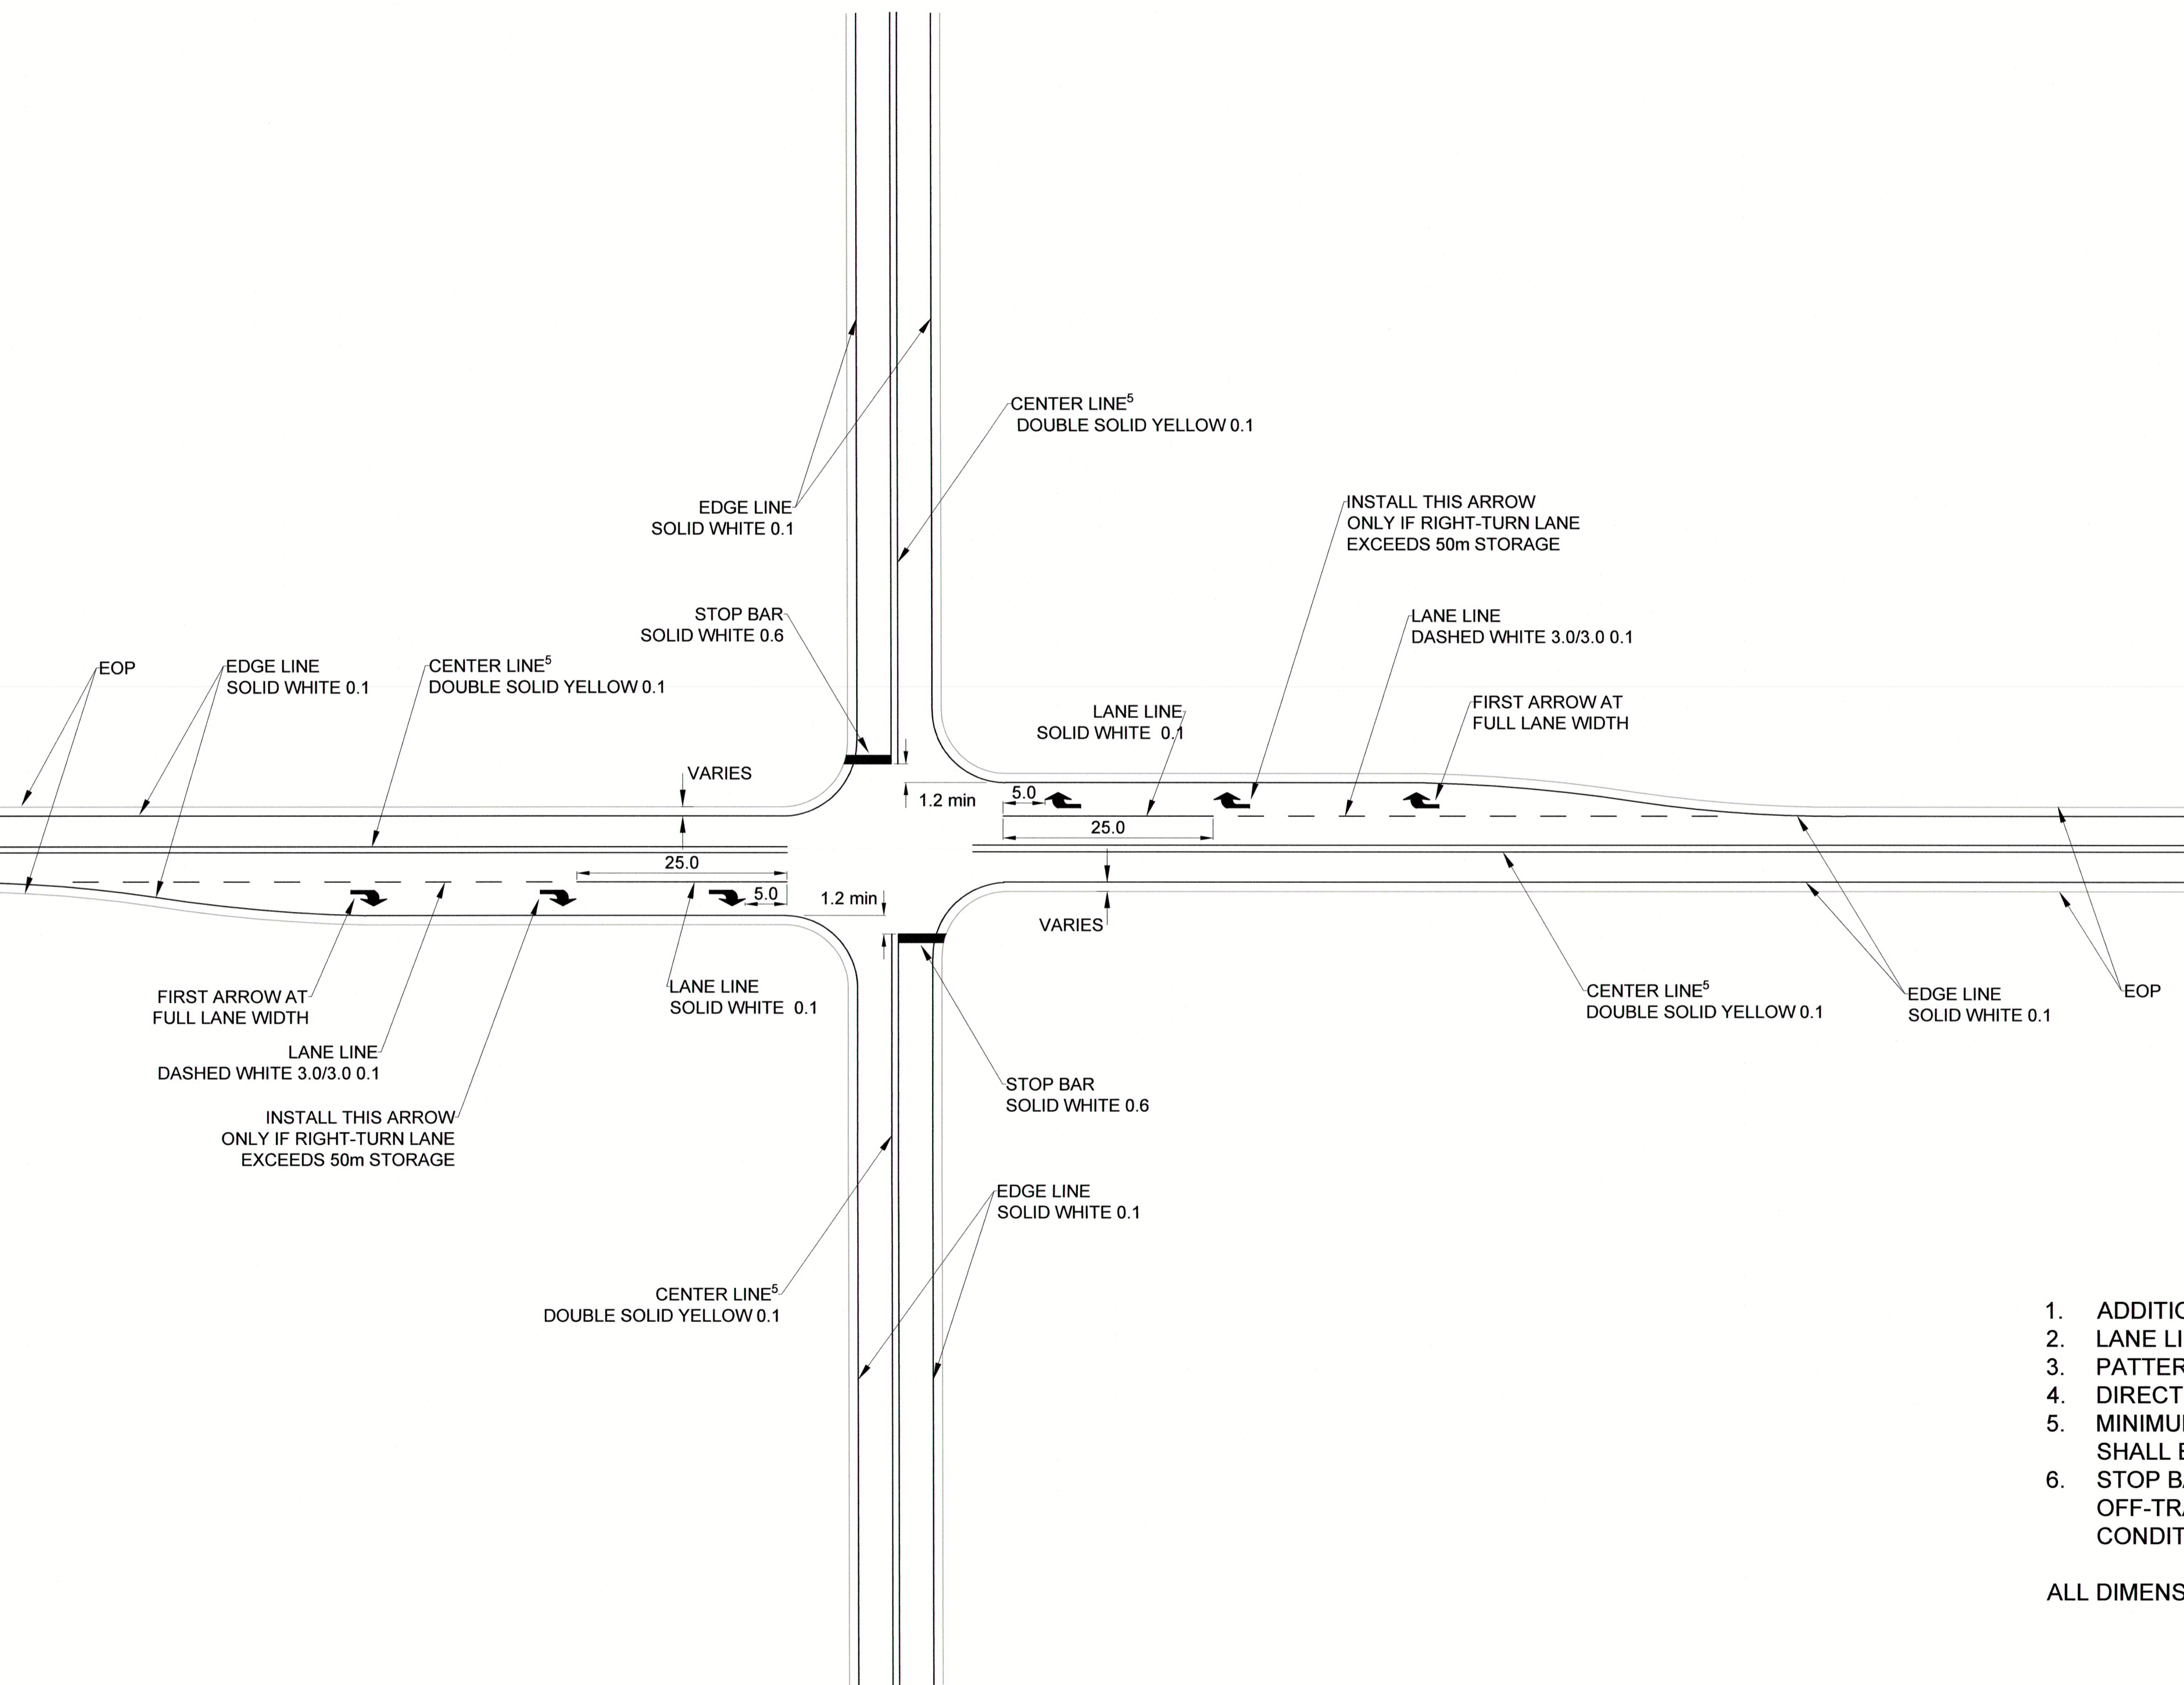 CENTER LINE5
DOUBLE SOLID YELLOW 0.1
EDGE LINE
SOLID WHITE 0.1
INSTALL THIS ARROW
ONLY IF RIGHT-TURN LANE
EXCEEDS 50m STORAGE
STOP BAR
SOLID WHITE 0.6
LANE LINE
DASHED WHITE 3.0/3.0 0.1
EOP
EDGE LINE
SOLID WHITE 0.1
CENTER LINE5
DOUBLE SOLID YELLOW 0.1
LANE LINE
SOLID WHITE 0.1
FIRST ARROW AT
FULL LANE WIDTH
VARIES
1.2 min
5.0
25.0
25.0
5.0
1.2 min
VARIES
FIRST ARROW AT
FULL LANE WIDTH
LANE LINE
SOLID WHITE 0.1
CENTER LINE5
DOUBLE SOLID YELLOW 0.1
EDGE LINE
SOLID WHITE 0.1
EOP
LANE LINE
DASHED WHITE 3.0/3.0 0.1
STOP BAR
SOLID WHITE 0.6
INSTALL THIS ARROW
ONLY IF RIGHT-TURN LANE
EXCEEDS 50m STORAGE
EDGE LINE
SOLID WHITE 0.1
CENTER LINE5
DOUBLE SOLID YELLOW 0.1
1.
2. LANE
3.
4.
5.
SHALL
6. STOP
ALL